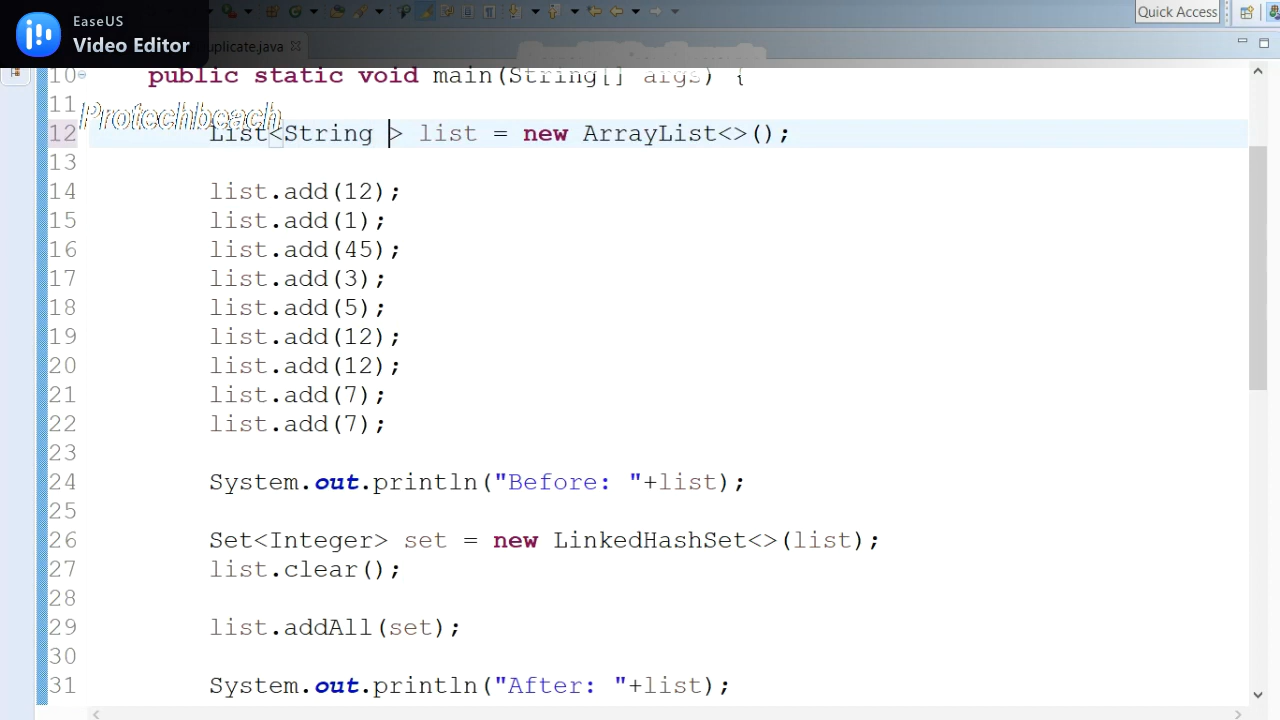 EaseUS
Video Editor
Quick Access
uplicate.java
10 public static void main(String[] args) {
11
Protechbeach
12 List<String > list = new ArrayList<>();
13
14 list.add(12);
15 list.add(1);
16 list.add(45);
17 list.add(3);
18 list.add(5);
19 list.add(12);
20 list.add(12);
21 list.add(7);
22 list.add(7);
23
24 System.out.println("Before: "+list);
25
26 Set<Integer> set = new LinkedHashSet<>(list);
27 list.clear();
28
29 list.addAll(set);
30
31 System.out.println("After: "+list);